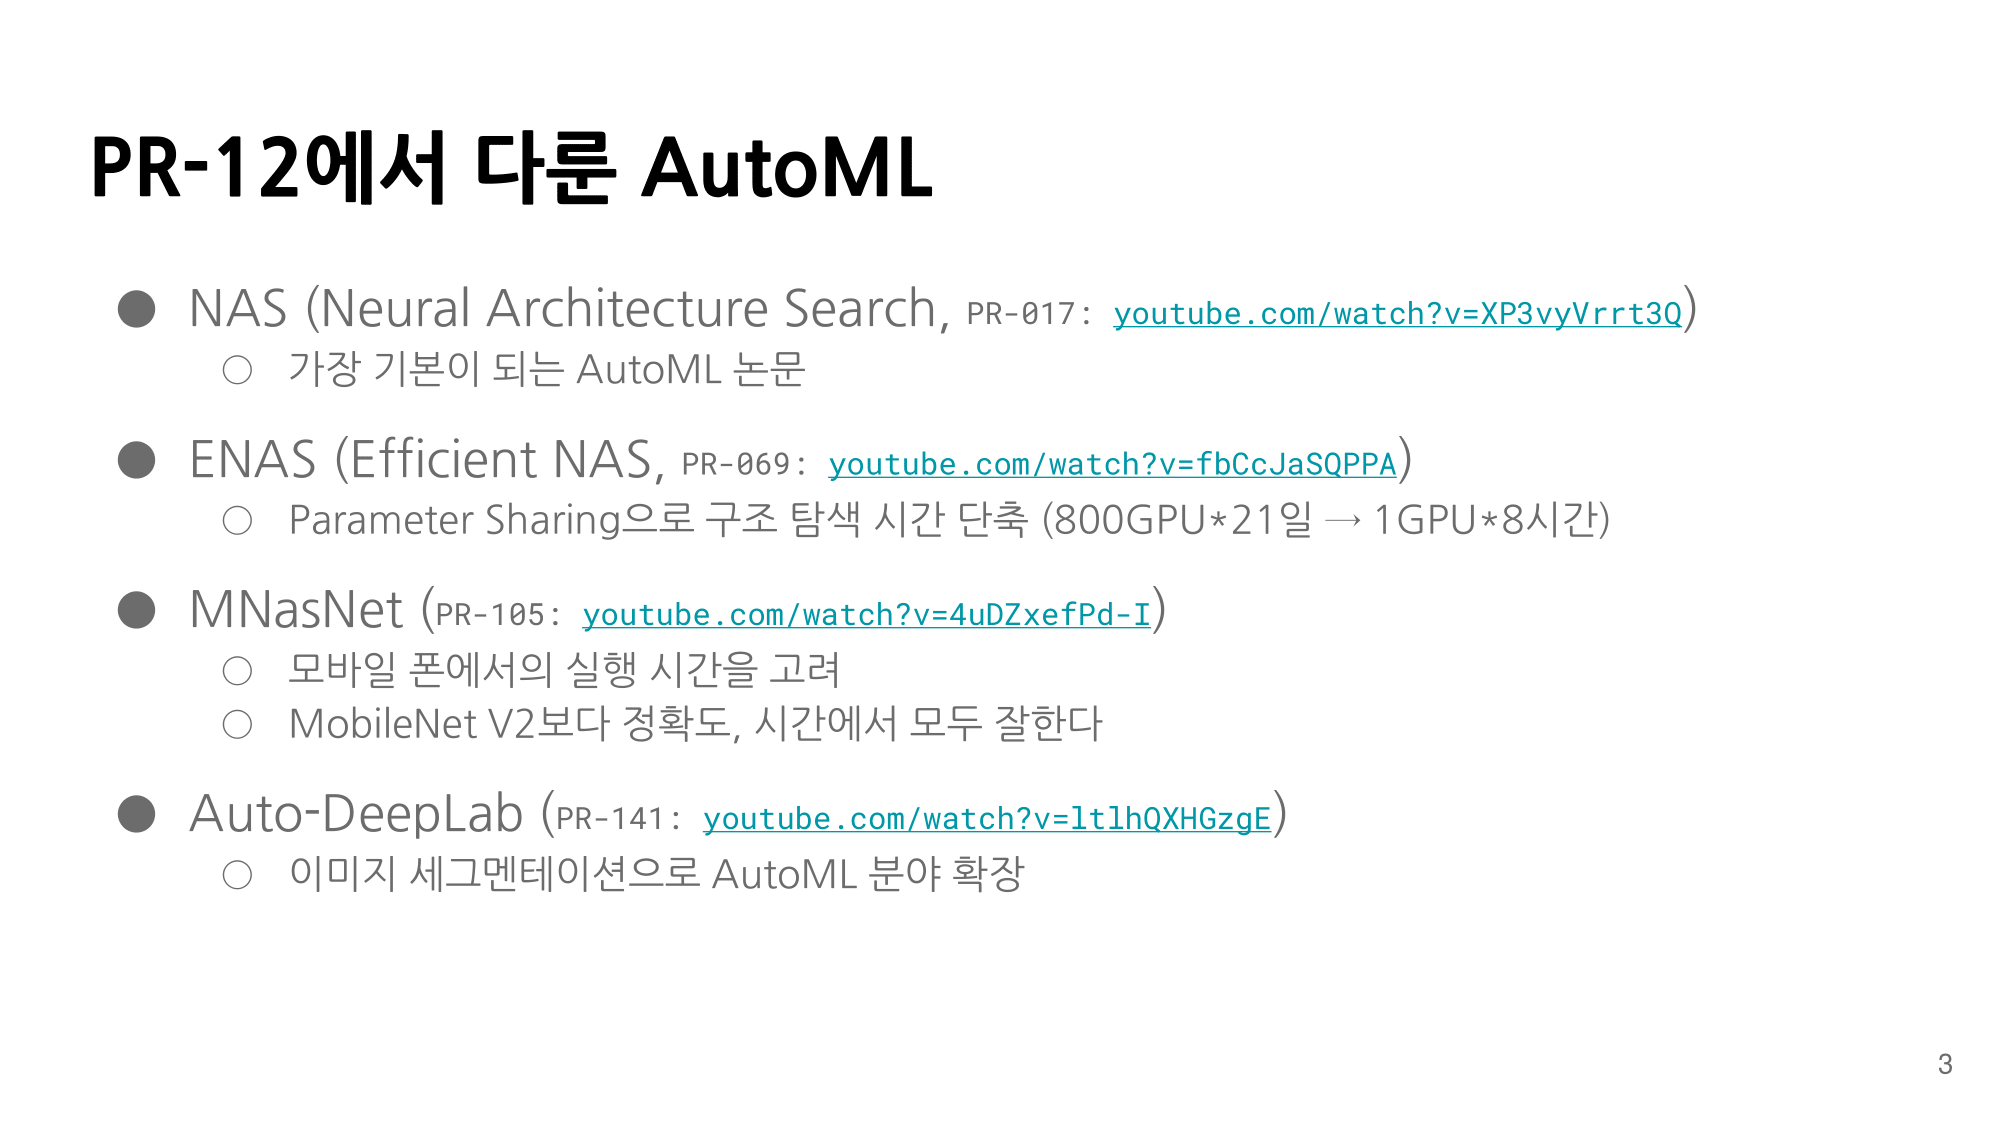 PR-12에서 다룬 AutoML
● NAS (Neural Architecture Search, PR-017: youtube.com/watch?v=XP3vyVrrt3Q)
○ 가장 기본이 되는 AutoML 논문
● ENAS (Efficient NAS, PR-069: youtube.com/watch?v=fbCcJaSQPPA)
○ Parameter Sharing으로 구조 탐색 시간 단축 (800GPU*21일 → 1GPU*8시간)
● MNasNet (PR-105: youtube.com/watch?v=4uDZxefPd-I)
○ 모바일 폰에서의 실행 시간을 고려
○ MobileNet V2보다 정확도, 시간에서 모두 잘한다
● Auto-DeepLab (PR-141: youtube.com/watch?v=ltlhQXHGzgE)
○ 이미지 세그멘테이션으로 AutoML 분야 확장
3